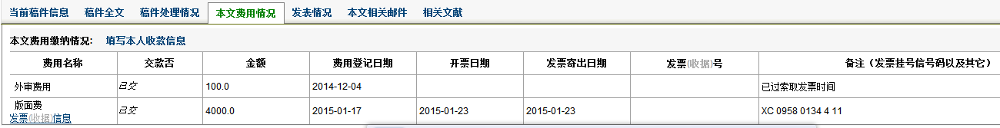 当前稿件信息 稿件全文 稿件处理情况 本文费用情况 发表情况 本文相关邮件 相关文献
本文费用缴纳情况: 填写本人收款信息
费用名称 交款否 金额 费用登记日期 开票日期 发票寄出日期 发票(收据)号 备注（发票挂号信号码以及其它）
外审费用 已交 100.0 2014-12-04 已过索取发票时间
版面费 已交 4000.0 2015-01-17 2015-01-23 2015-01-23 XC 0958 0134 4 11
发票(收据)信息